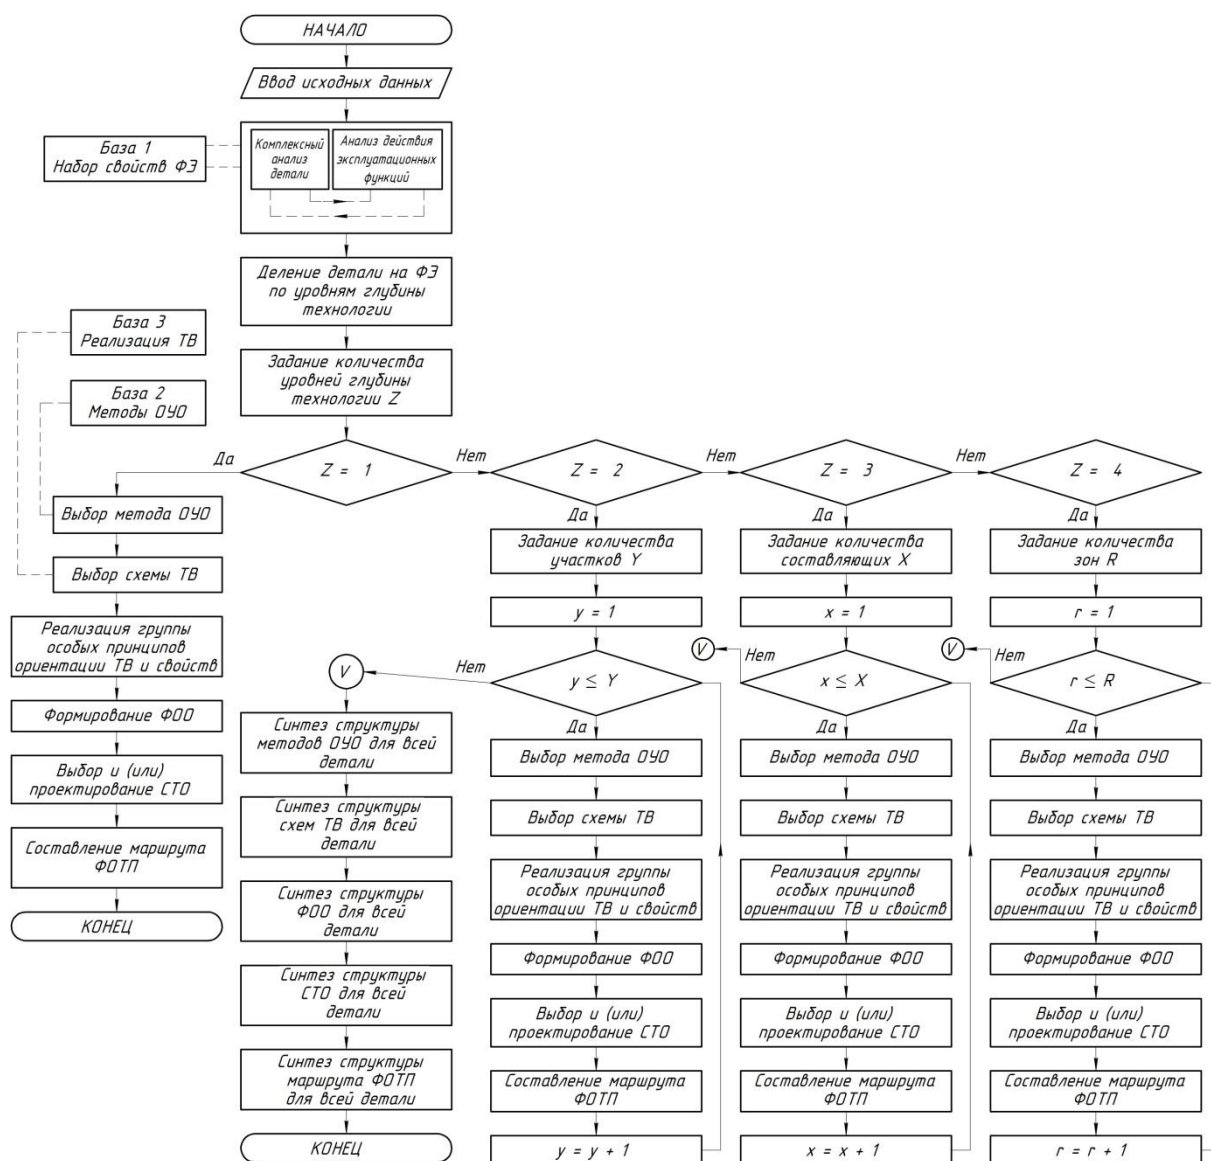 НАЧАЛО
Ввод исходных данных
База 1
Набор свойств ФЭ
Комплексный
анализ
детали
Анализ действия
эксплуатационных
функций
Деление детали на ФЭ
по уровням глубины
технологии
База 3
Реализация ТВ
Задание количества
уровней глубины
технологии Z
База 2
Методы ОУО
Да
Z = 1
Нет
Z = 2
Нет
Z = 3
Нет
Z = 4
Выбор метода ОУО
Выбор схемы ТВ
Реализация группы
особых принципов
ориентации ТВ и свойств
Формирование ФОО
Выбор и (или)
проектирование СТО
Составление маршрута
ФОТП
КОНЕЦ
V
Синтез структуры
методов ОУО для всей
детали
Синтез структуры
схем ТВ для всей
детали
Синтез структуры
ФОО для всей
детали
Синтез структуры
СТО для всей
детали
Синтез структуры
маршрута ФОТП
для всей детали
КОНЕЦ
Да
Задание количества
участков Y
y = 1
Нет
y ≤ Y
Да
Выбор метода ОУО
Выбор схемы ТВ
Реализация группы
особых принципов
ориентации ТВ и свойств
Формирование ФОО
Выбор и (или)
проектирование СТО
Составление маршрута
ФОТП
y = y + 1
Да
Задание количества
составляющих X
x = 1
V
Нет
x ≤ X
Да
Выбор метода ОУО
Выбор схемы ТВ
Реализация группы
особых принципов
ориентации ТВ и свойств
Формирование ФОО
Выбор и (или)
проектирование СТО
Составление маршрута
ФОТП
x = x + 1
Да
Задание количества
зон R
r = 1
V
Нет
r ≤ R
Да
Выбор метода ОУО
Выбор схемы ТВ
Реализация группы
особых принципов
ориентации ТВ и свойств
Формирование ФОО
Выбор и (или)
проектирование СТО
Составление маршрута
ФОТП
r = r + 1